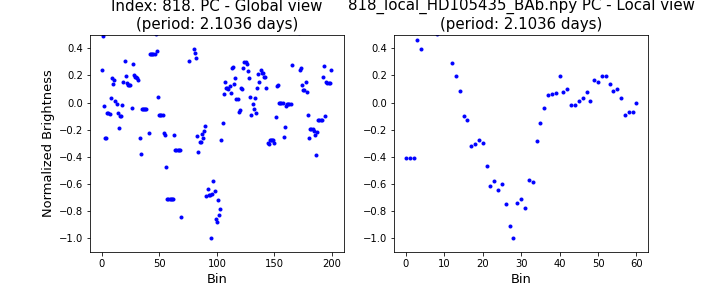 Index: 818. PC - Global view
(period: 2.1036 days)
818_local_HD105435_BAb.npy PC - Local view
(period: 2.1036 days)
Normalized Brightness
0.4
0.2
0.0
−0.2
−0.4
−0.6
−0.8
−1.0
0 50 100 150 200
Bin
0.4
0.2
0.0
−0.2
−0.4
−0.6
−0.8
−1.0
0 10 20 30 40 50 60
Bin